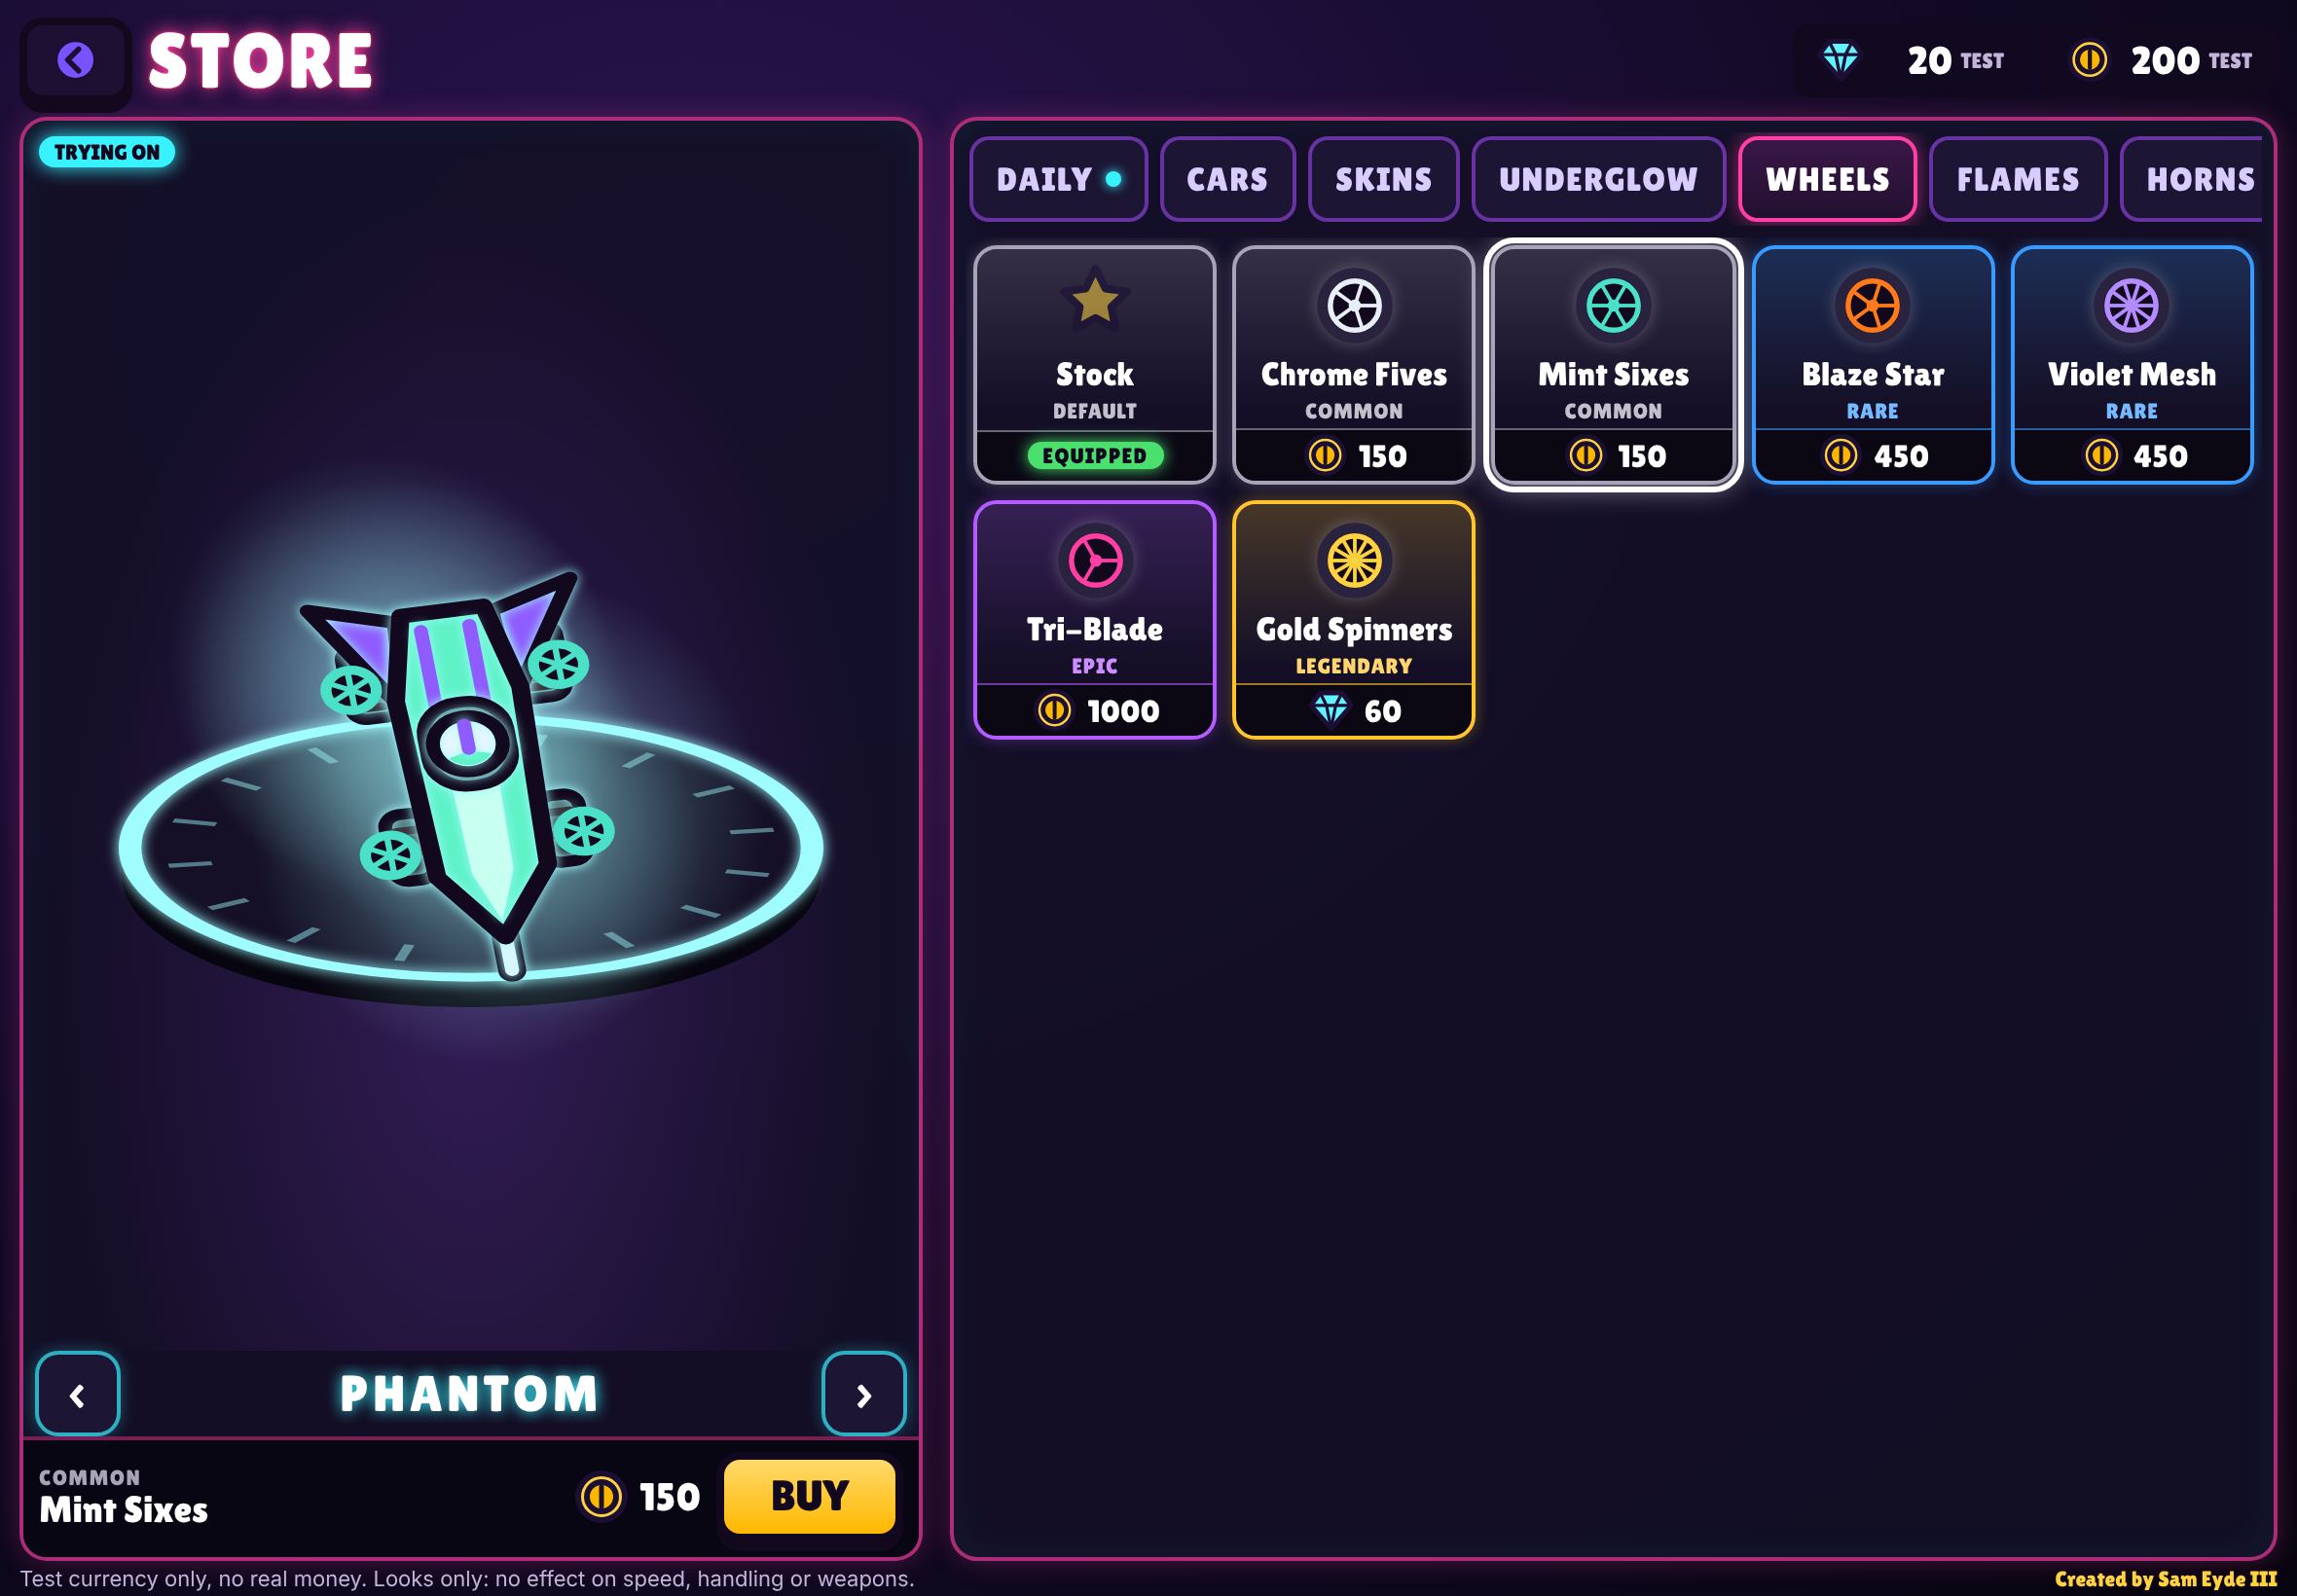 STORE
20 TEST
200 TEST
TRYING ON
PHANTOM
COMMON
Mint Sixes
150
BUY
DAILY
CARS
SKINS
UNDERGLOW
WHEELS
FLAMES
HORNS
Stock
DEFAULT
EQUIPPED
Chrome Fives
COMMON
150
Mint Sixes
COMMON
150
Blaze Star
RARE
450
Violet Mesh
RARE
450
Tri-Blade
EPIC
1000
Gold Spinners
LEGENDARY
60
Test currency only, no real money. Looks only: no effect on speed, handling or weapons.
Created by Sam Eyde III